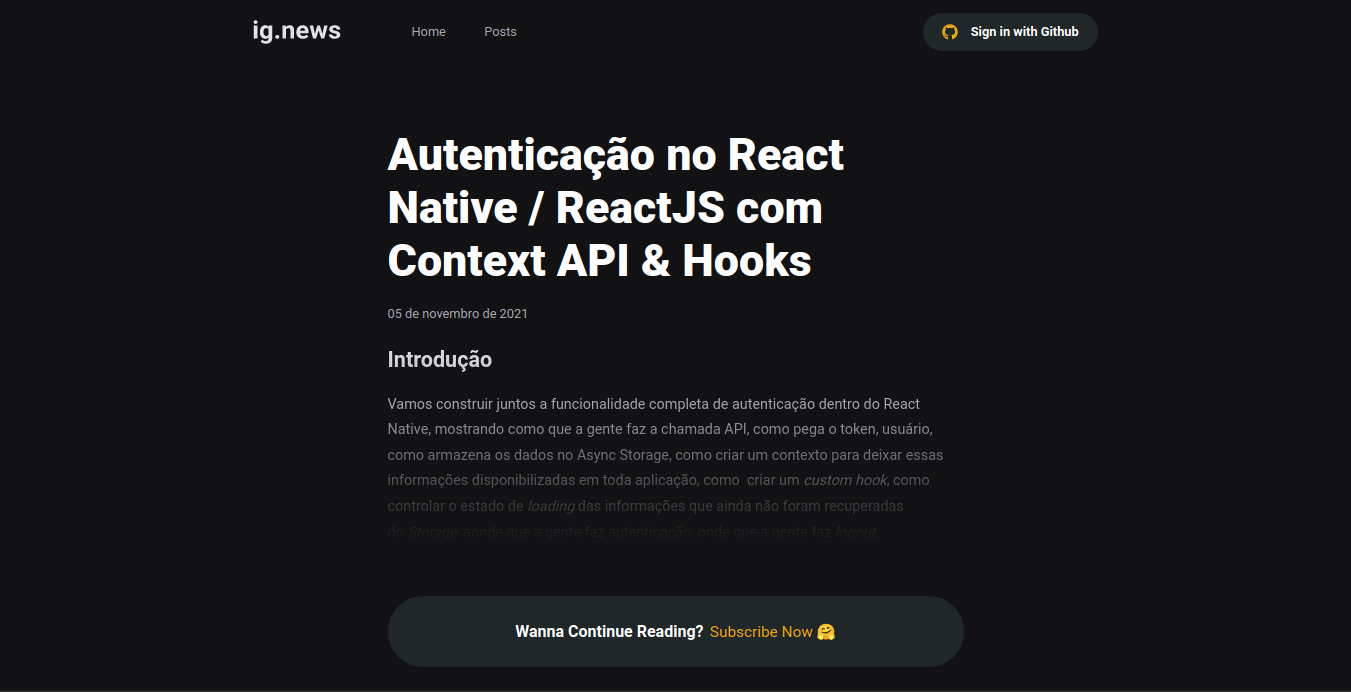 ig.news
Home
Posts
Sign in with Github
Autenticação no React
Native / ReactJS com
Context API & Hooks
05 de novembro de 2021
Introdução
Vamos construir juntos a funcionalidade completa de autenticação dentro do React
Native, mostrando como que a gente faz a chamada API, como pega o token, usuário,
como armazena os dados no Async Storage, como criar um contexto para deixar essas
informações disponibilizadas em toda aplicação, como  criar um custom hook, como
controlar o estado de loading das informações que ainda não foram recuperadas
do Storage, aonde que a gente faz autenticação, onde que a gente faz logout.
Wanna Continue Reading? Subscribe Now 🤗